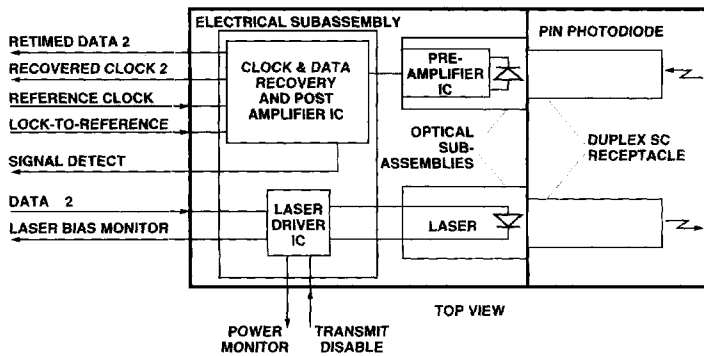 ELECTRICAL SUBASSEMBLY
PIN PHOTODIODE
RETIMED DATA 2
RECOVERED CLOCK 2
REFERENCE CLOCK
LOCK-TO-REFERENCE
SIGNAL DETECT
DATA 2
LASER BIAS MONITOR
CLOCK & DATA
RECOVERY
AND POST
AMPLIFIER IC
PRE-
AMPLIFIER
IC
OPTICAL
SUB-
ASSEMBLIES
DUPLEX SC
RECEPTACLE
LASER
DRIVER
IC
LASER
TOP VIEW
POWER
MONITOR
TRANSMIT
DISABLE